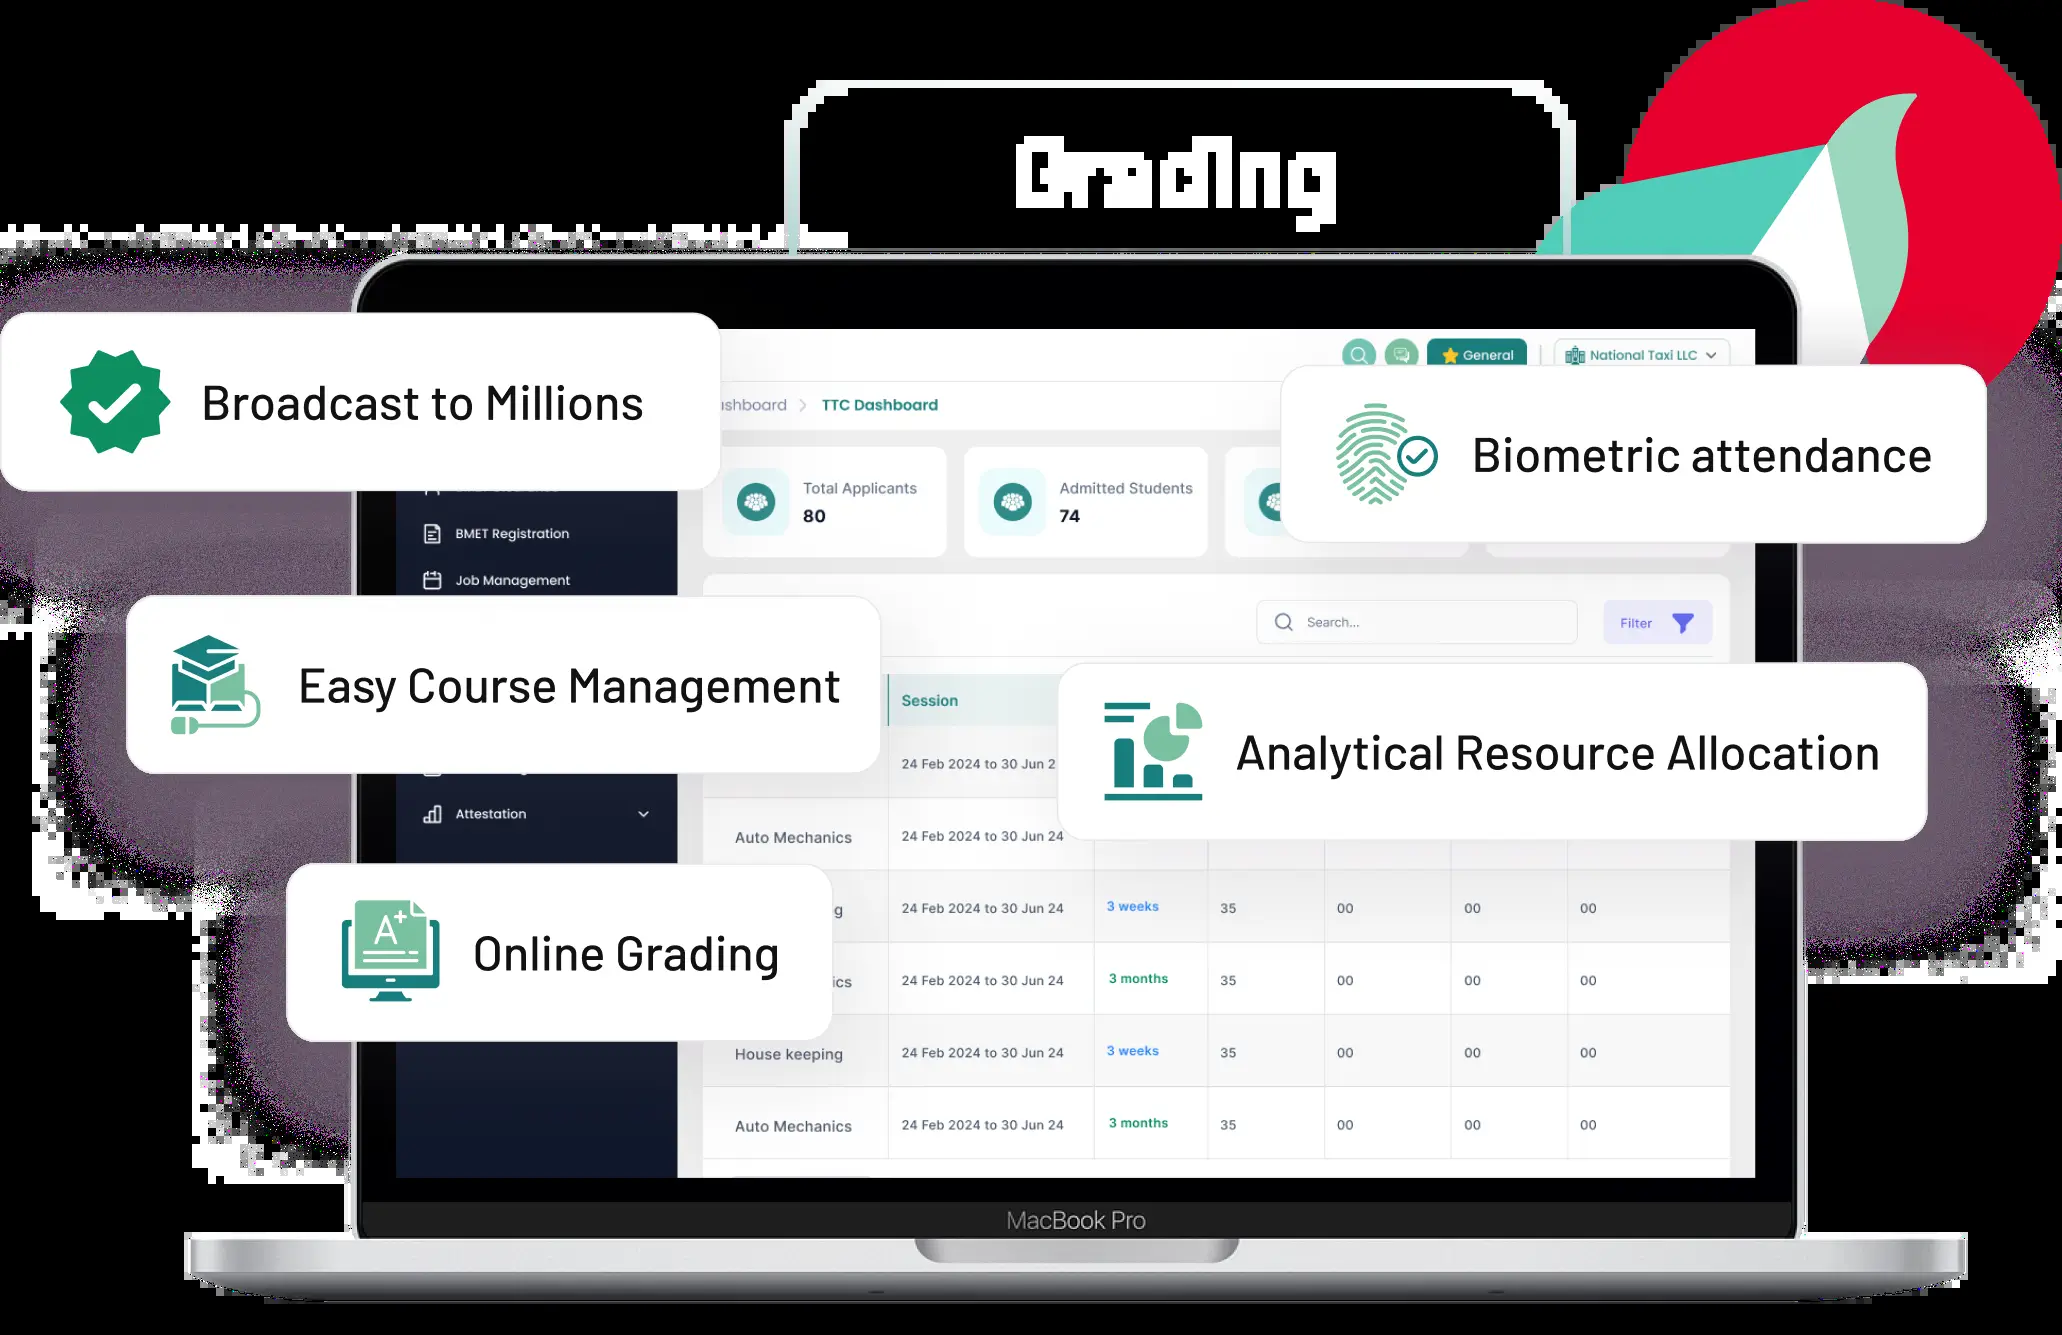 Grading
General
National Taxi LLC
Broadcast to Millions
shboard > TTC Dashboard
Biometric attendance
Total Applicants
80
Admitted Students
74
BMET Registration
Job Management
Search...
Filter
Easy Course Management
Session
Analytical Resource Allocation
24 Feb 2024 to 30 Jun 2
Attestation
Auto Mechanics
24 Feb 2024 to 30 Jun 24
A+
Online Grading
g
24 Feb 2024 to 30 Jun 24
3 weeks
35
00
00
00
ics
24 Feb 2024 to 30 Jun 24
3 months
35
00
00
00
House keeping
24 Feb 2024 to 30 Jun 24
3 weeks
35
00
00
00
Auto Mechanics
24 Feb 2024 to 30 Jun 24
3 months
35
00
00
00
MacBook Pro